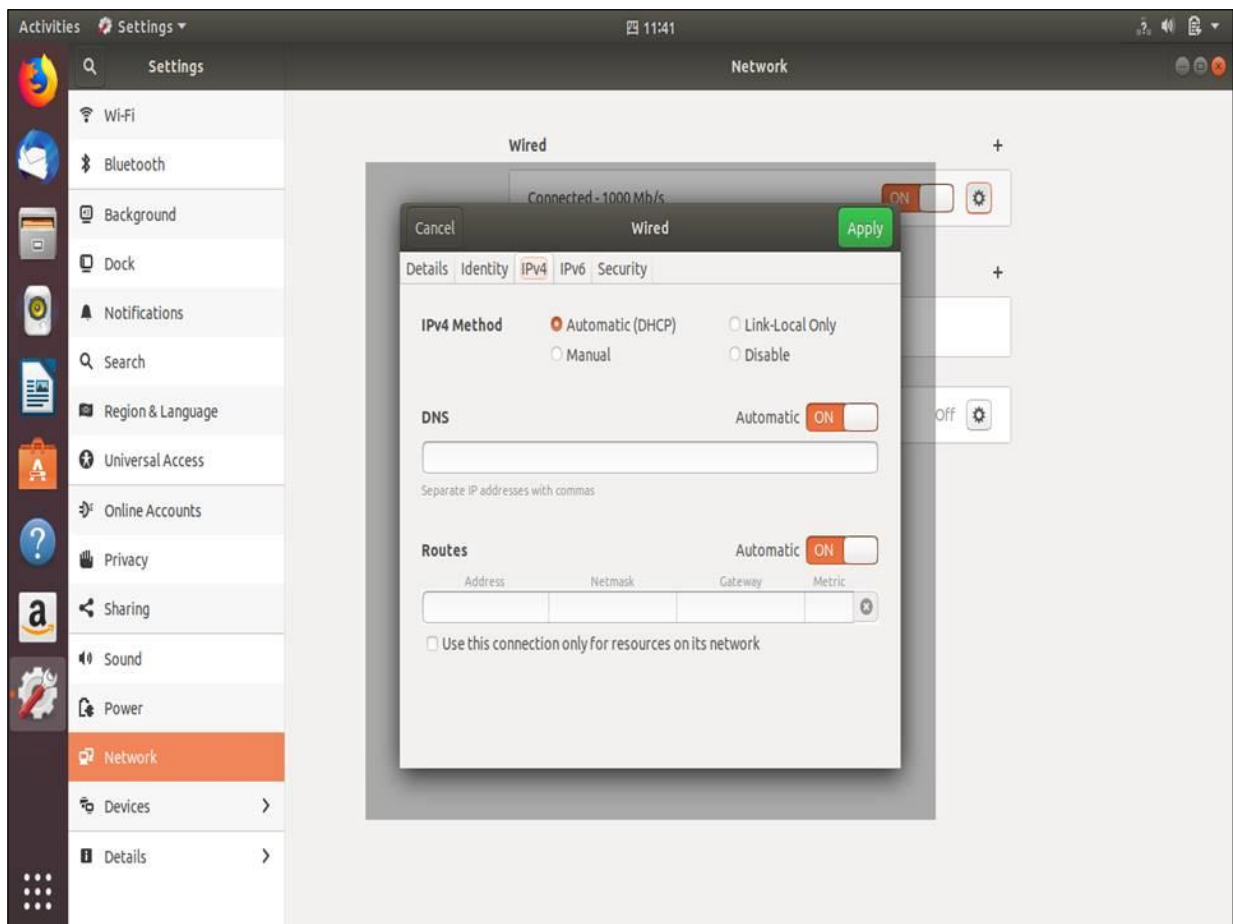 Activities Settings 四 11:41
Settings
Network
Wi-Fi
Bluetooth
Background
Dock
Notifications
Search
Region & Language
Universal Access
Online Accounts
Privacy
Sharing
Sound
Power
Network
Devices
Details
Wired
Connected - 1000 Mb/s ON
Off
Cancel Wired Apply
Details Identity IPv4 IPv6 Security
IPv4 Method Automatic (DHCP) Link-Local Only
Manual Disable
DNS Automatic ON
Separate IP addresses with commas
Routes Automatic ON
Address Netmask Gateway Metric
Use this connection only for resources on its network